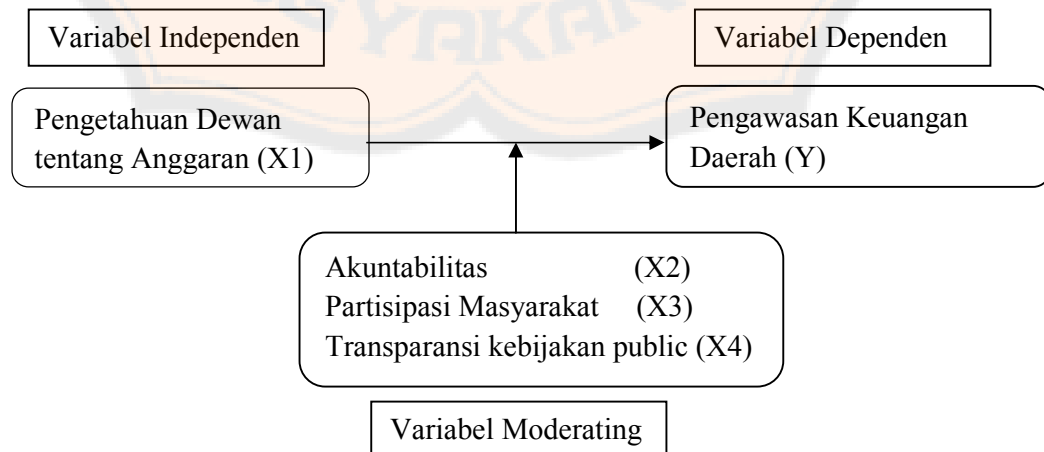 Variabel Independen
Variabel Dependen
Pengetahuan Dewan
tentang Anggaran (X1)
Pengawasan Keuangan
Daerah (Y)
Akuntabilitas (X2)
Partisipasi Masyarakat (X3)
Transparansi kebijakan public (X4)
Variabel Moderating